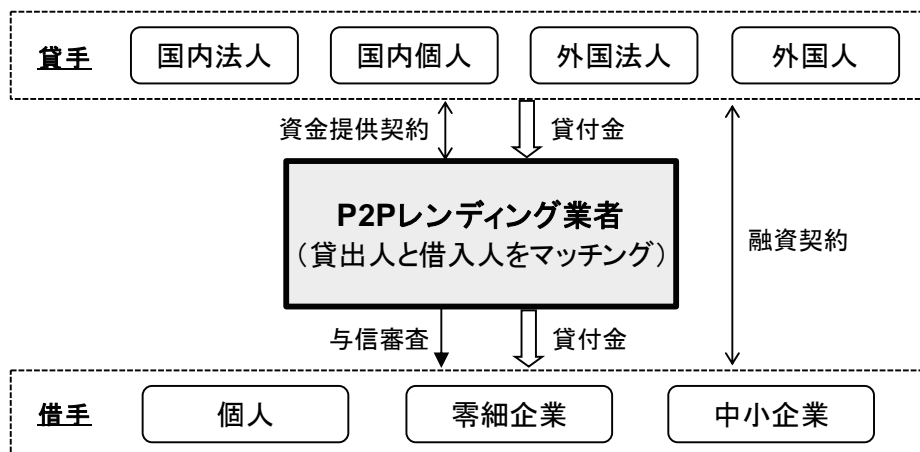 貸手
国内法人
国内個人
外国法人
外国人
資金提供契約
貸付金
P2Pレンディング業者
（貸出人と借入人をマッチング）
融資契約
与信審査
貸付金
借手
個人
零細企業
中小企業